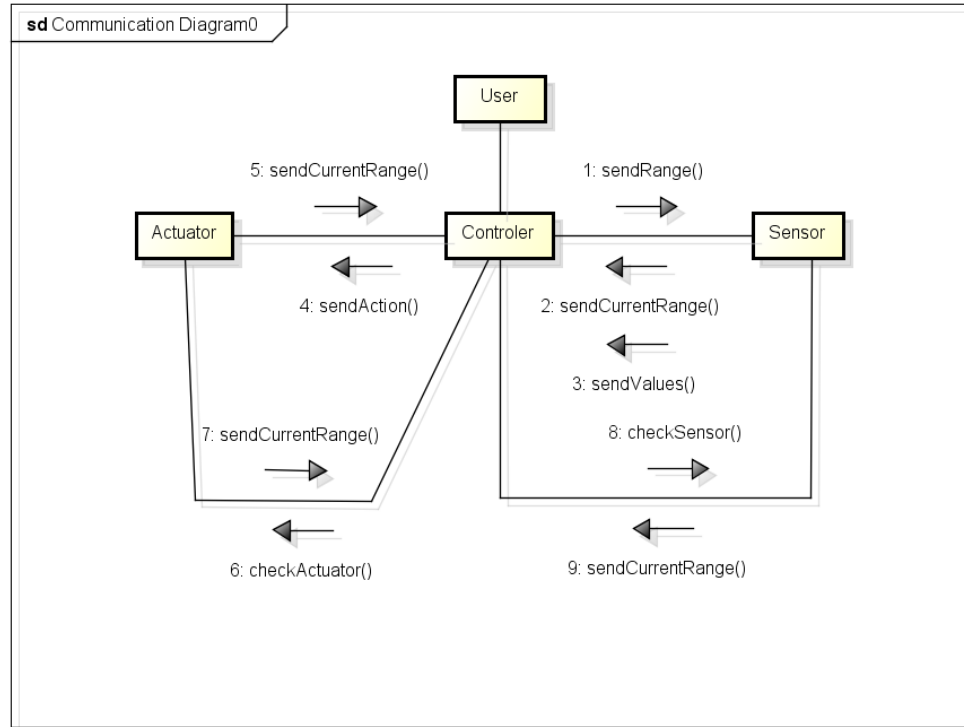 sd Communication Diagram0
User
5: sendCurrentRange()
1: sendRange()
Actuator
Controler
Sensor
4: sendAction()
2: sendCurrentRange()
3: sendValues()
7: sendCurrentRange()
8: checkSensor()
6: checkActuator()
9: sendCurrentRange()